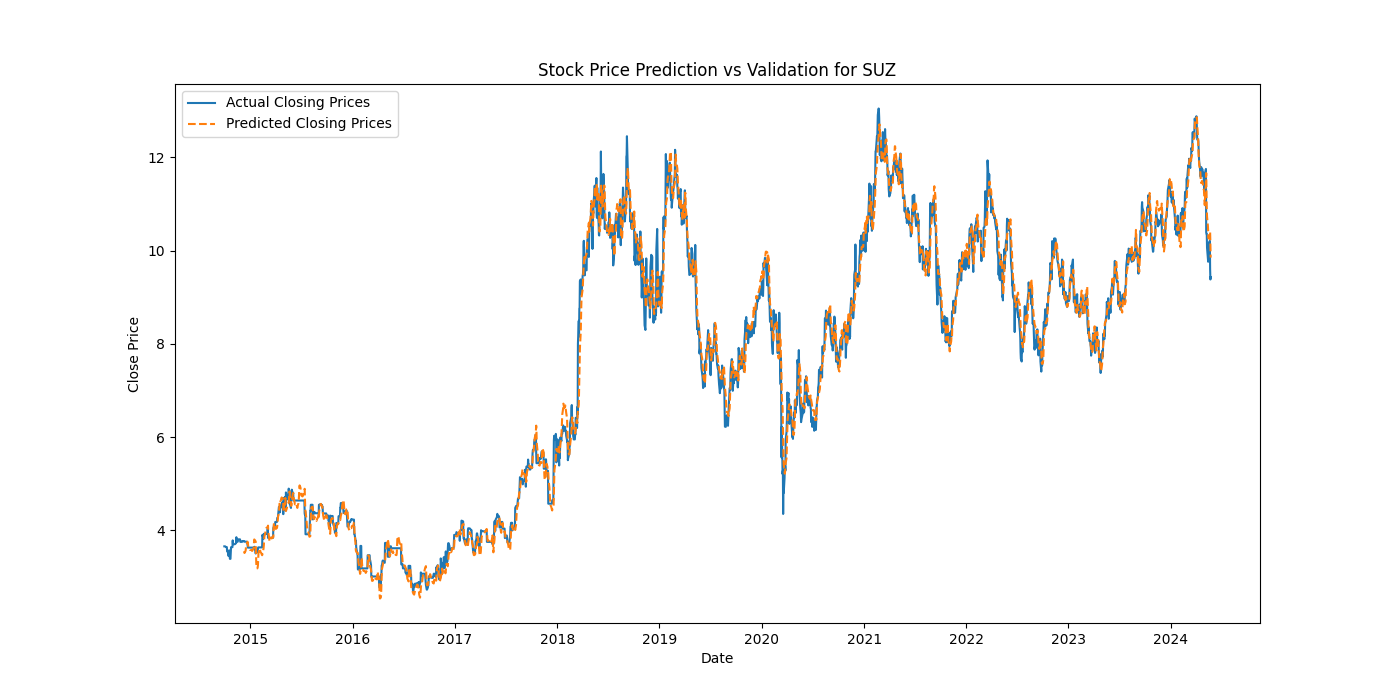 Stock Price Prediction vs Validation for SUZ
Actual Closing Prices
Predicted Closing Prices
Close Price
12
10
8
6
4
2015 2016 2017 2018 2019 2020 2021 2022 2023 2024
Date